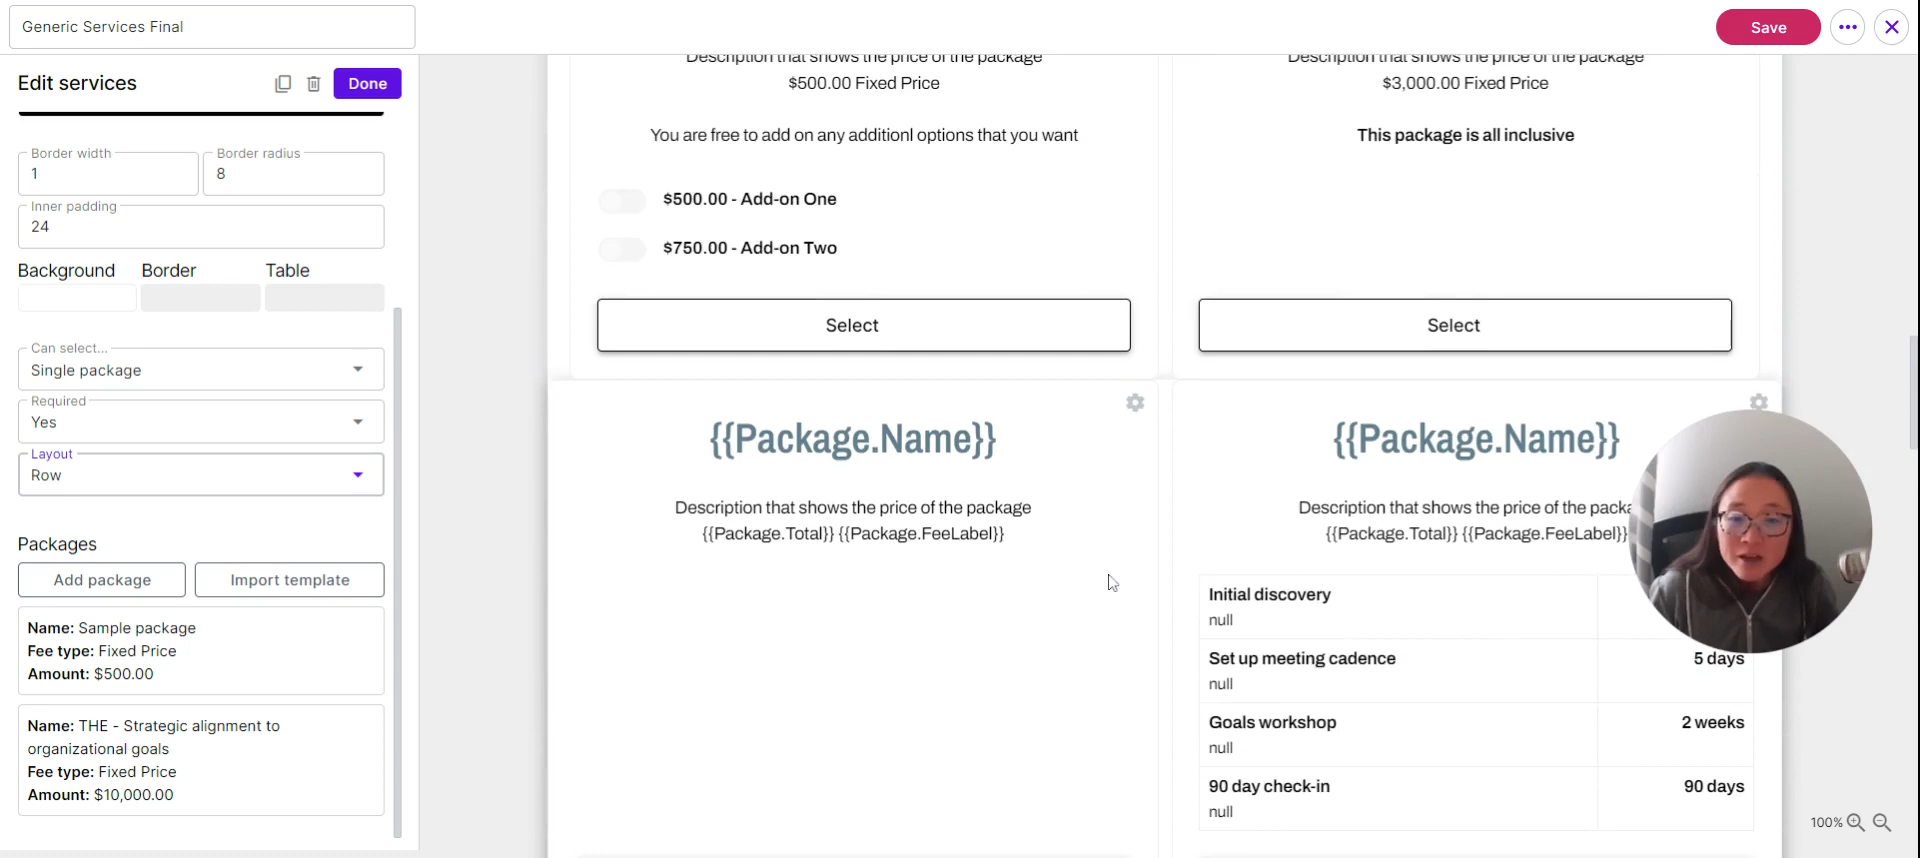 Generic Services Final
Save
Edit services
Done
Border width
1
Border radius
8
Inner padding
24
Background
Border
Table
Can select...
Single package
Required
Yes
Layout
Row
Packages
Add package
Import template
Name: Sample package
Fee type: Fixed Price
Amount: $500.00
Name: THE - Strategic alignment to
organizational goals
Fee type: Fixed Price
Amount: $10,000.00
Description that shows the price of the package
$500.00 Fixed Price
You are free to add on any additionl options that you want
$500.00 - Add-on One
$750.00 - Add-on Two
Select
Description that shows the price of the package
$3,000.00 Fixed Price
This package is all inclusive
Select
{{Package.Name}}
Description that shows the price of the package
{{Package.Total}} {{Package.FeeLabel}}
{{Package.Name}}
Description that shows the price of the
{{Package.Total}} {{Package.FeeLabel}}
Initial discovery
null
Set up meeting cadence
5 days
null
Goals workshop
2 weeks
null
90 day check-in
90 days
null
100%